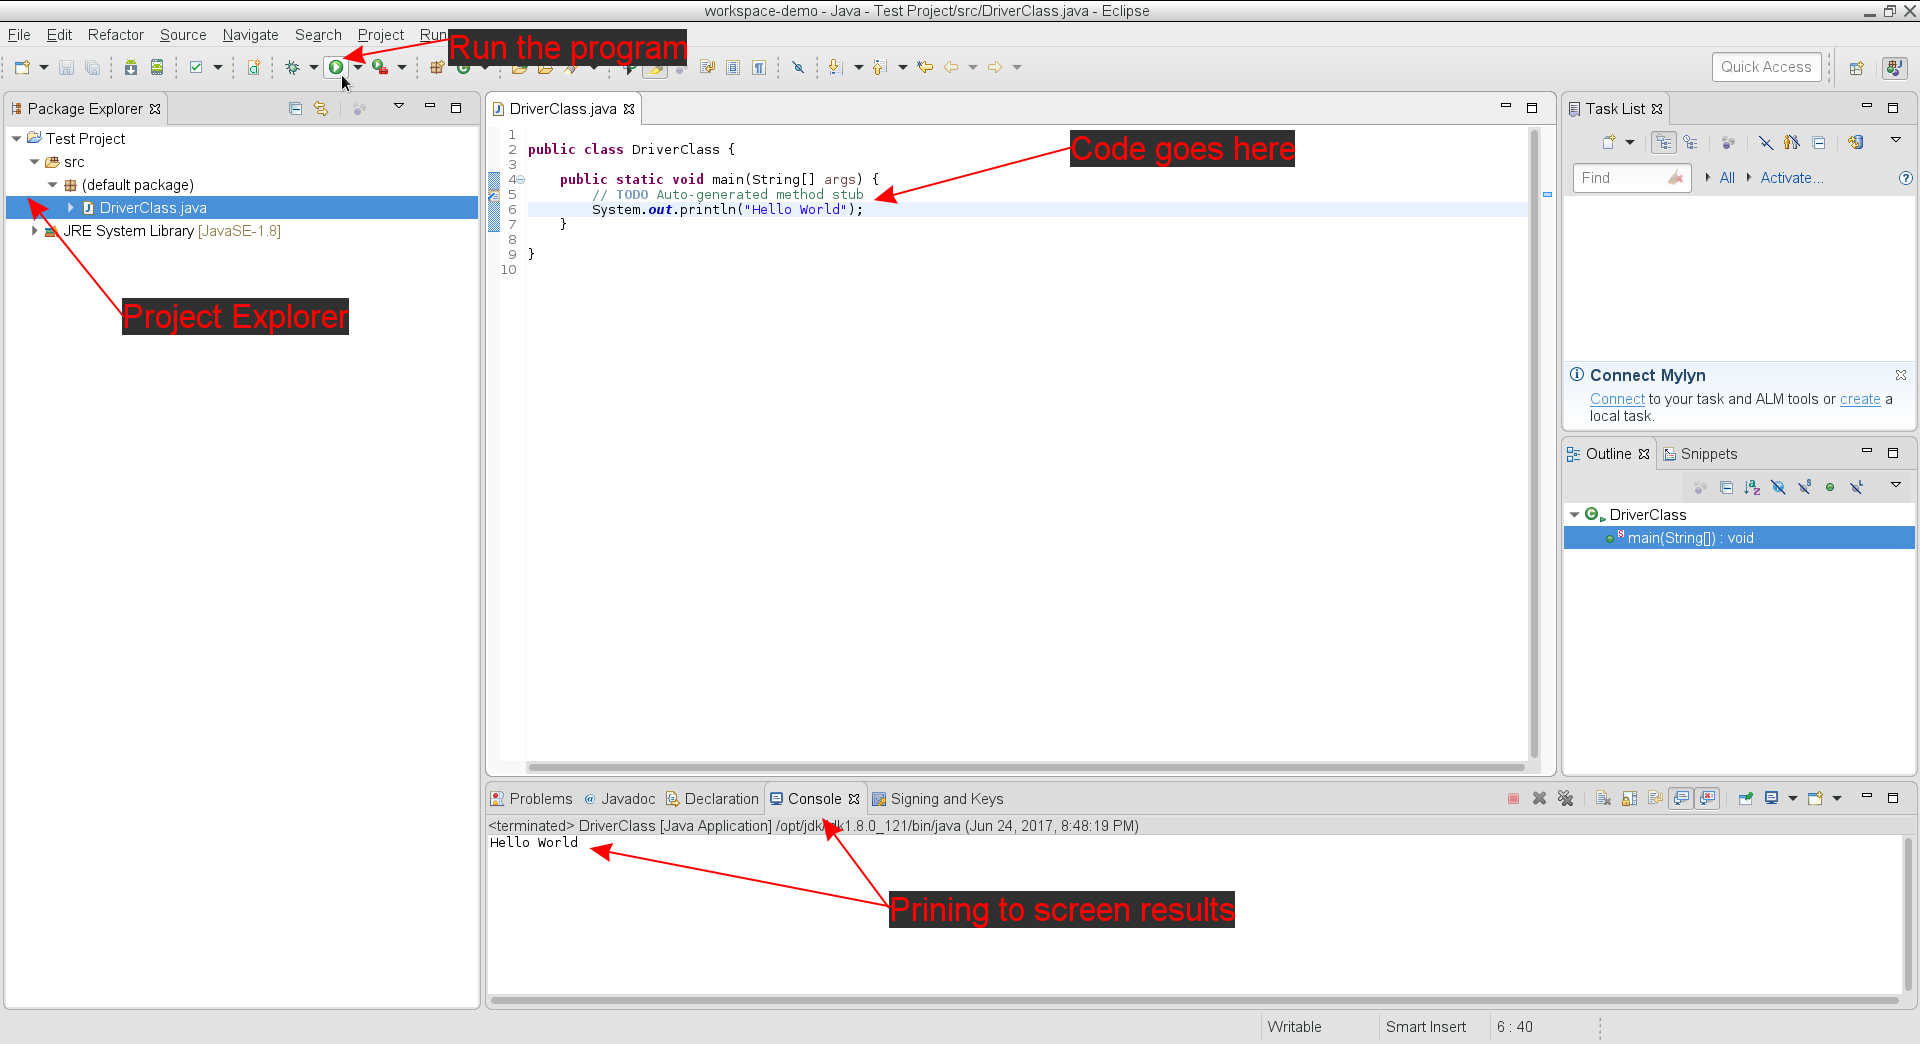 workspace-demo - Java - Test Project/src/DriverClass.java - Eclipse
File Edit Refactor Source Navigate Search Project Run
Run the program
Quick Access
Package Explorer
Test Project
src
(default package)
DriverClass.java
JRE System Library [JavaSE-1.8]
Project Explorer
DriverClass.java
1
2 public class DriverClass {
3
4 public static void main(String[] args) {
5 // TODO Auto-generated method stub
6 System.out.println("Hello World");
7 }
8
9 }
10
Code goes here
Task List
Find All Activate...
Connect Mylyn
Connect to your task and ALM tools or create a
local task.
Outline Snippets
DriverClass
main(String[]) : void
Problems @ Javadoc Declaration Console Signing and Keys
<terminated> DriverClass [Java Application] /opt/jdk/jdk1.8.0_121/bin/java (Jun 24, 2017, 8:48:19 PM)
Hello World
Prining to screen results
Writable Smart Insert 6 : 40